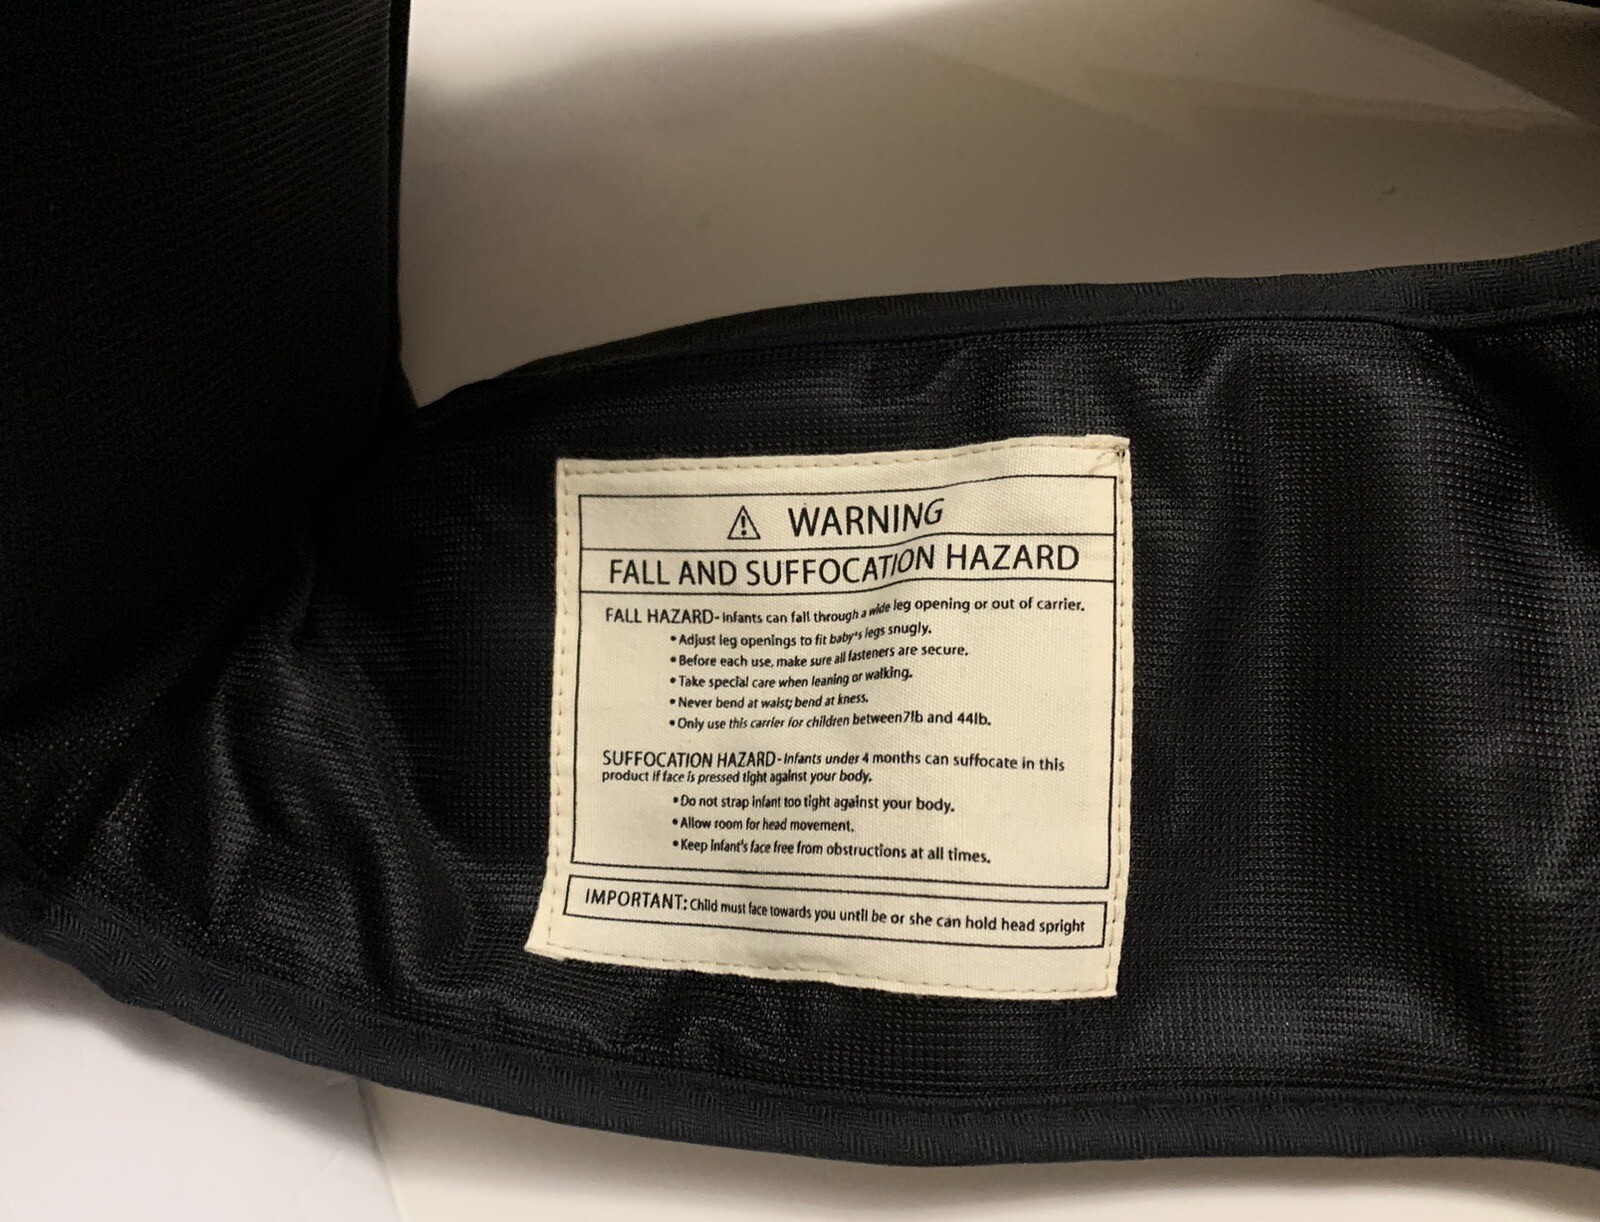 ⚠ WARNING
FALL AND SUFFOCATION HAZARD
FALL HAZARD-Infants can fall through a wide leg opening or out of carrier.
•Adjust leg openings to fit baby's legs snugly.
•Before each use, make sure all fasteners are secure.
•Take special care when leaning or walking.
•Never bend at waist; bend at kness.
•Only use this carrier for children between7lb and 44lb.
SUFFOCATION HAZARD-Infants under 4 months can suffocate in this
product if face is pressed tight against your body.
•Do not strap infant too tight against your body.
•Allow room for head movement.
•Keep infant's face free from obstructions at all times.
IMPORTANT: Child must face towards you until be or she can hold head spright